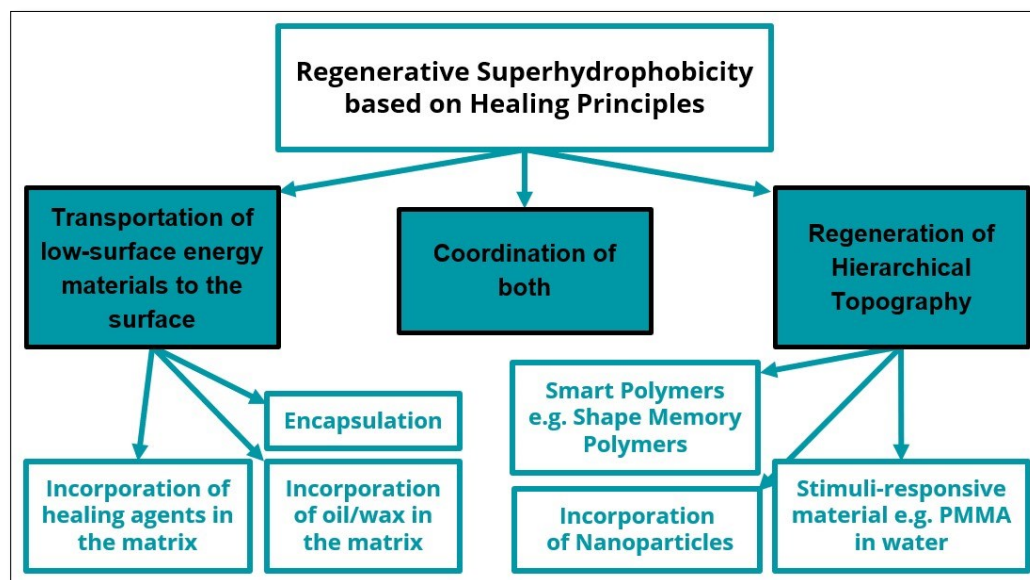 Regenerative Superhydrophobicity
based on Healing Principles
Transportation of
low-surface energy
materials to the
surface
Coordination of
both
Regeneration of
Hierarchical
Topography
Encapsulation
Incorporation of
healing agents in
the matrix
Incorporation
of oil/wax in
the matrix
Smart Polymers
e.g. Shape Memory
Polymers
Incorporation
of Nanoparticles
Stimuli-responsive
material e.g. PMMA
in water